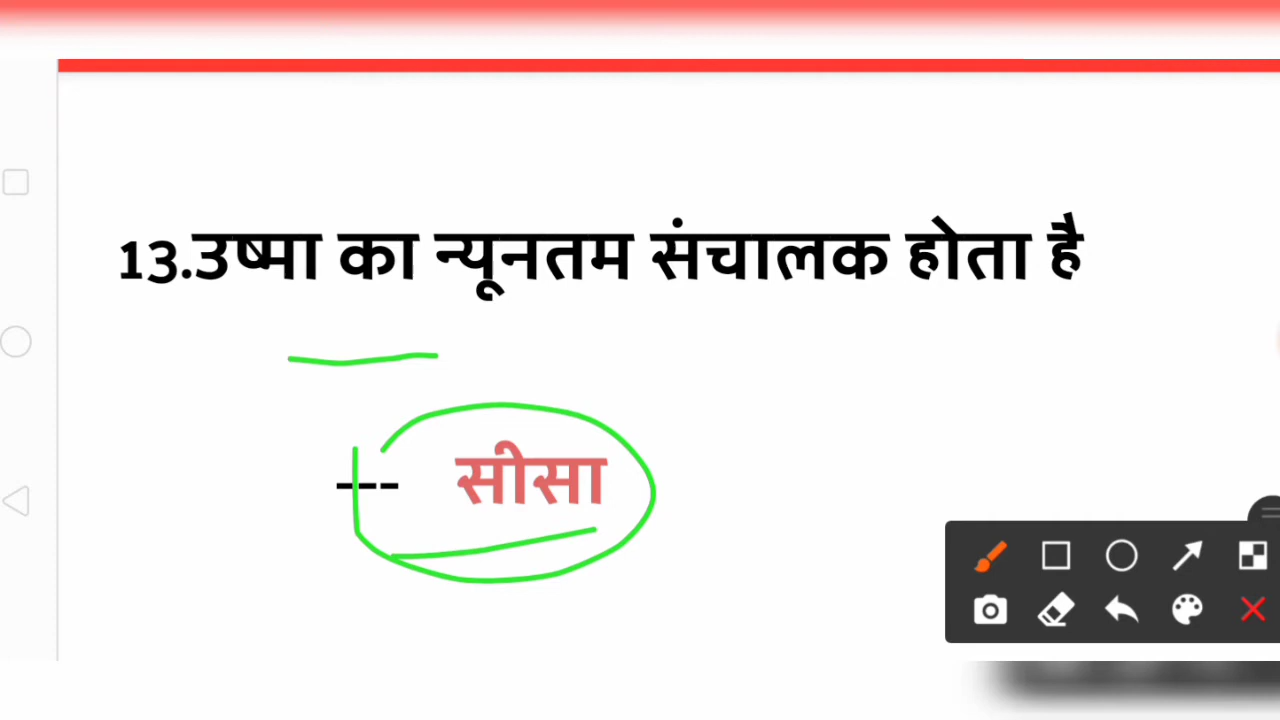 13.उष्मा का न्यूनतम संचालक होता है
--- सीसा